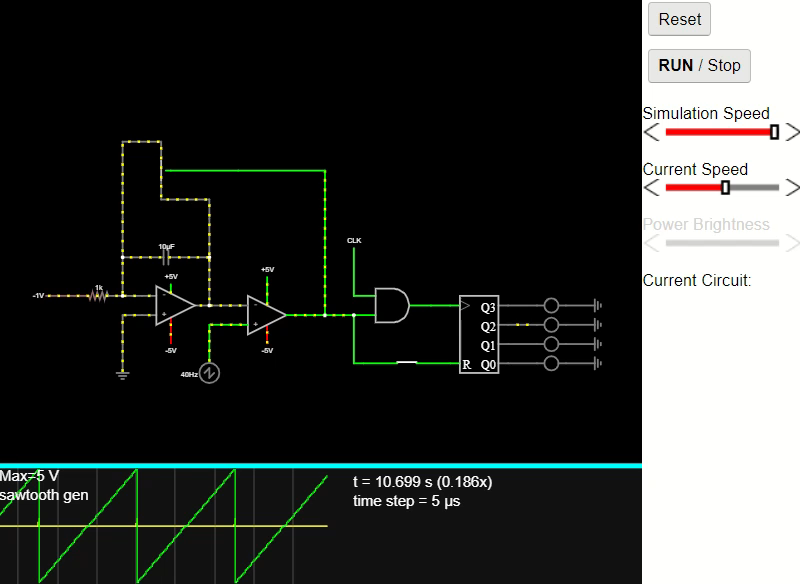 Reset
RUN / Stop
Simulation Speed
Current Speed
Power Brightness
Current Circuit:
CLK
10µF
+5V
+5V
1k
-1V
-
+
-
+
-5V
-5V
40Hz
Q3
Q2
Q1
R Q0
Max=5 V
sawtooth gen
t = 10.699 s (0.186x)
time step = 5 µs